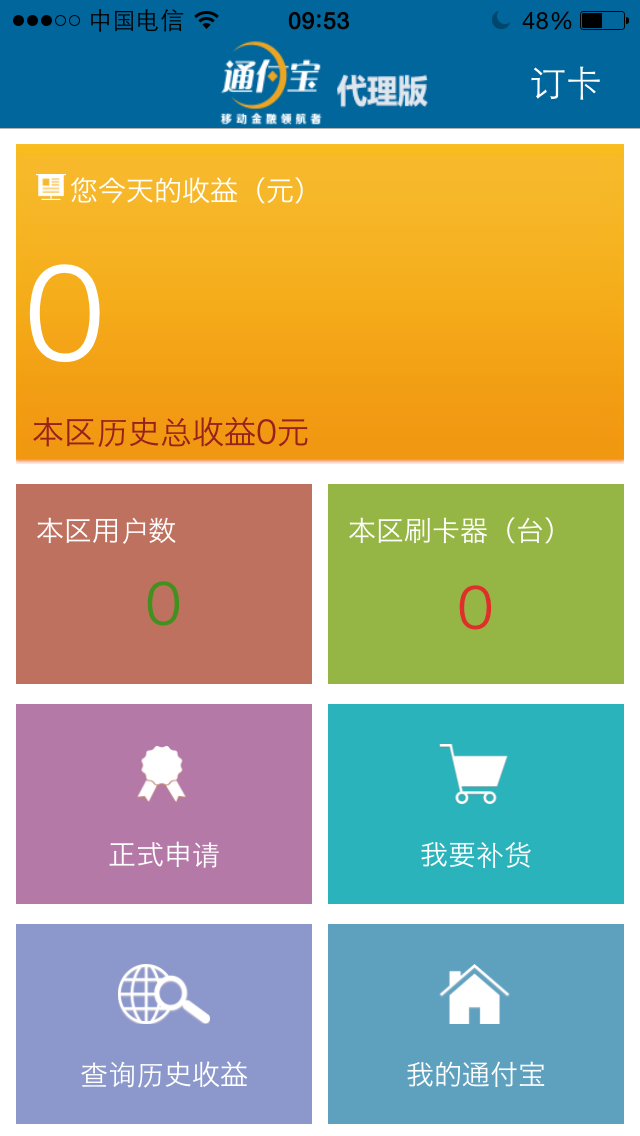 中国电信 09:53 48%
通付宝 代理版 订卡
移动金融领航者
您今天的收益（元）
0
本区历史总收益0元
本区用户数 本区刷卡器（台）
0 0
正式申请 我要补货
查询历史收益 我的通付宝